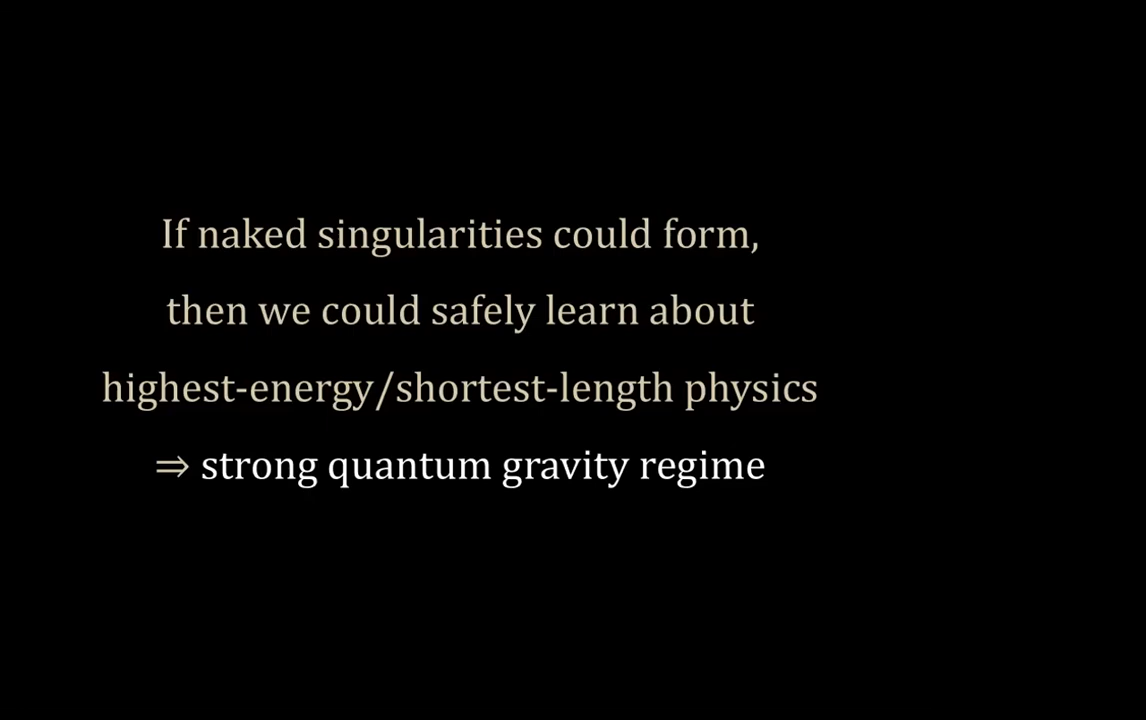 If naked singularities could form,
then we could safely learn about
highest-energy/shortest-length physics
⇒ strong quantum gravity regime